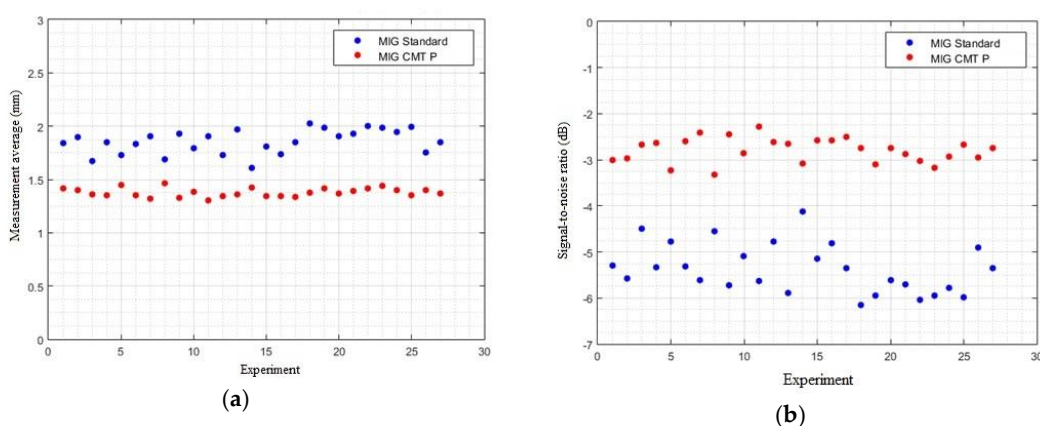 3
2.5
2
1.5
1
0.5
0
0
5
10
15
20
25
30
Measurement average (mm)
Experiment
MIG Standard
MIG CMT P
(a)
-0
-1
-2
-3
-4
-5
-6
-7
0
5
10
15
20
25
30
Signal-to-noise ratio (dB)
Experiment
MIG Standard
MIG CMT P
(b)